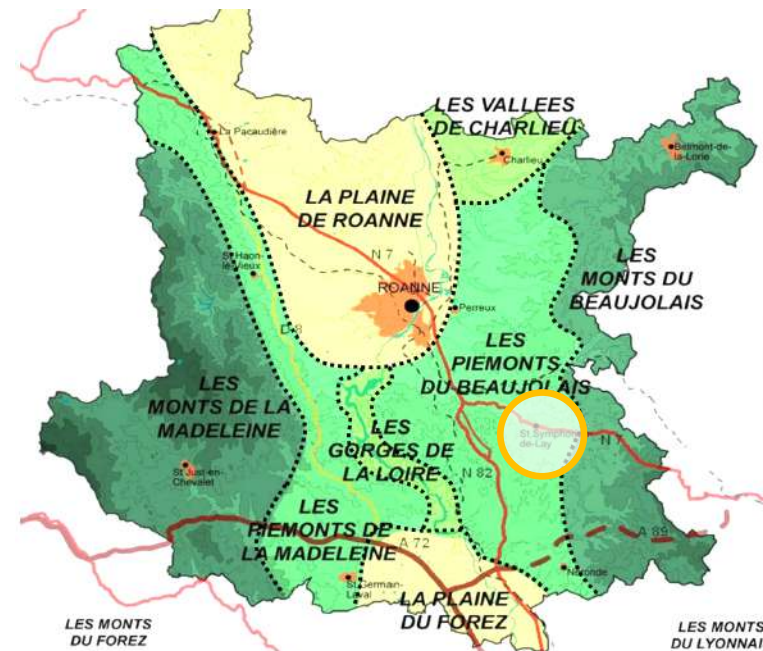 LES VALLEES
DE CHARLIEU
La Pacaudière
Charlieu
Belmont-de-
la-Loire
LA PLAINE
DE ROANNE
N 7
St Haon-
le-Vieux
LES
MONTS DU
BEAUJOLAIS
ROANNE
Perreux
D 8
LES
PIEMONTS
DU BEAUJOLAIS
LES
MONTS DE LA
MADELEINE
LES
GORGES DE
LA LOIRE
St.Symphori
de-Lay
N 7
St Just-en-
Chevalet
N 82
LES
PIEMONTS DE
LA MADELEINE
A 72
A 89
Néronde
St Germain-
Laval
LA PLAINE
DU FOREZ
LES MONTS
DU FOREZ
LES MONTS
DU LYONNAI